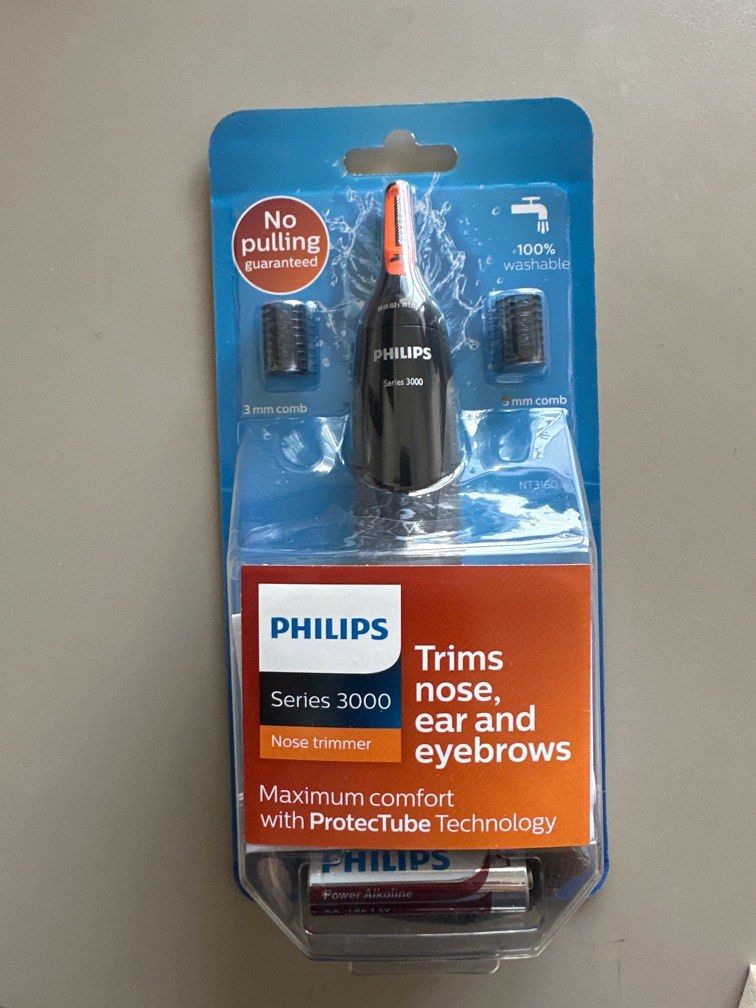 No
pulling
guaranteed
100%
washable
washable
PHILIPS
Series 3000
3 mm comb
5 mm comb
NT3160
PHILIPS
Series 3000
Nose trimmer
Trims
nose,
ear and
eyebrows
Maximum comfort
with ProtecTube Technology
PHILIPS
Power Alkaline